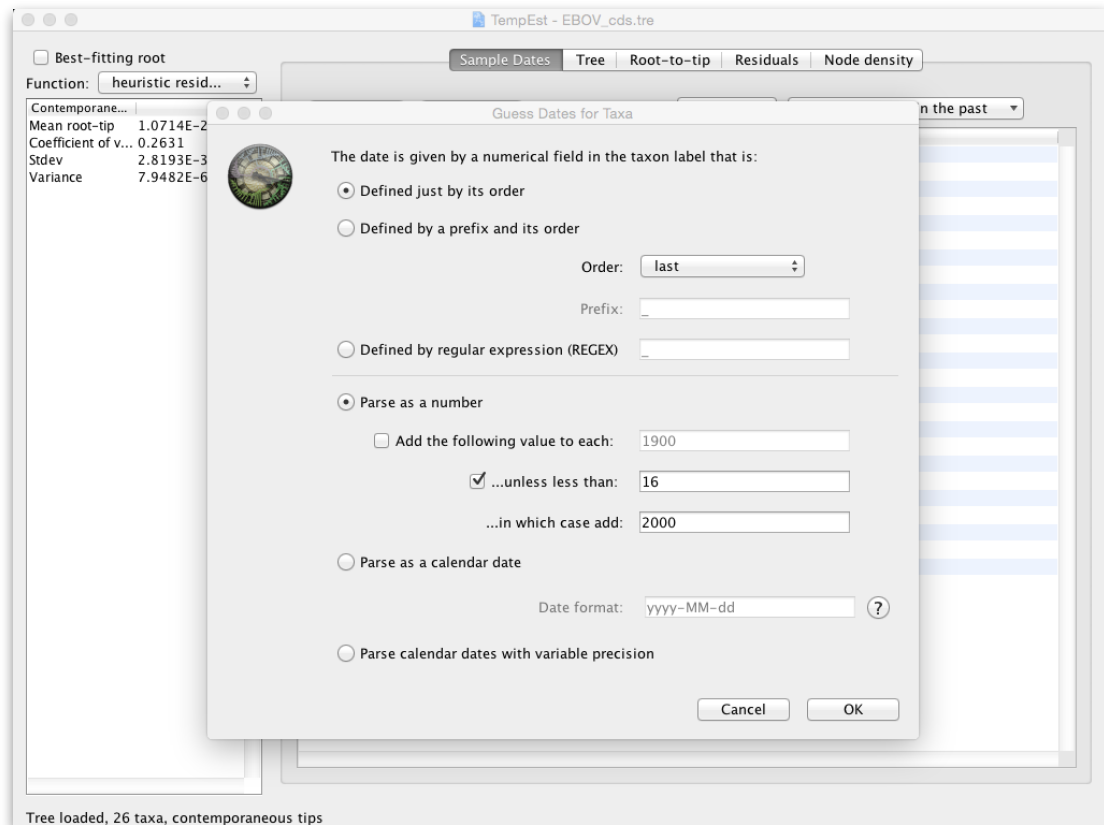 TempEst - EBOV_cds.tre
Best-fitting root
Function: heuristic resid...
Sample Dates Tree Root-to-tip Residuals Node density
Contemporane...
Mean root-tip 1.0714E-2
Coefficient of v... 0.2631
Stdev 2.8193E-3
Variance 7.9482E-6
n the past
Guess Dates for Taxa
The date is given by a numerical field in the taxon label that is:
Defined just by its order
Defined by a prefix and its order
Order: last
Prefix: _
Defined by regular expression (REGEX) _
Parse as a number
Add the following value to each: 1900
...unless less than: 16
...in which case add: 2000
Parse as a calendar date
Date format: yyyy-MM-dd ?
Parse calendar dates with variable precision
Cancel OK
Tree loaded, 26 taxa, contemporaneous tips